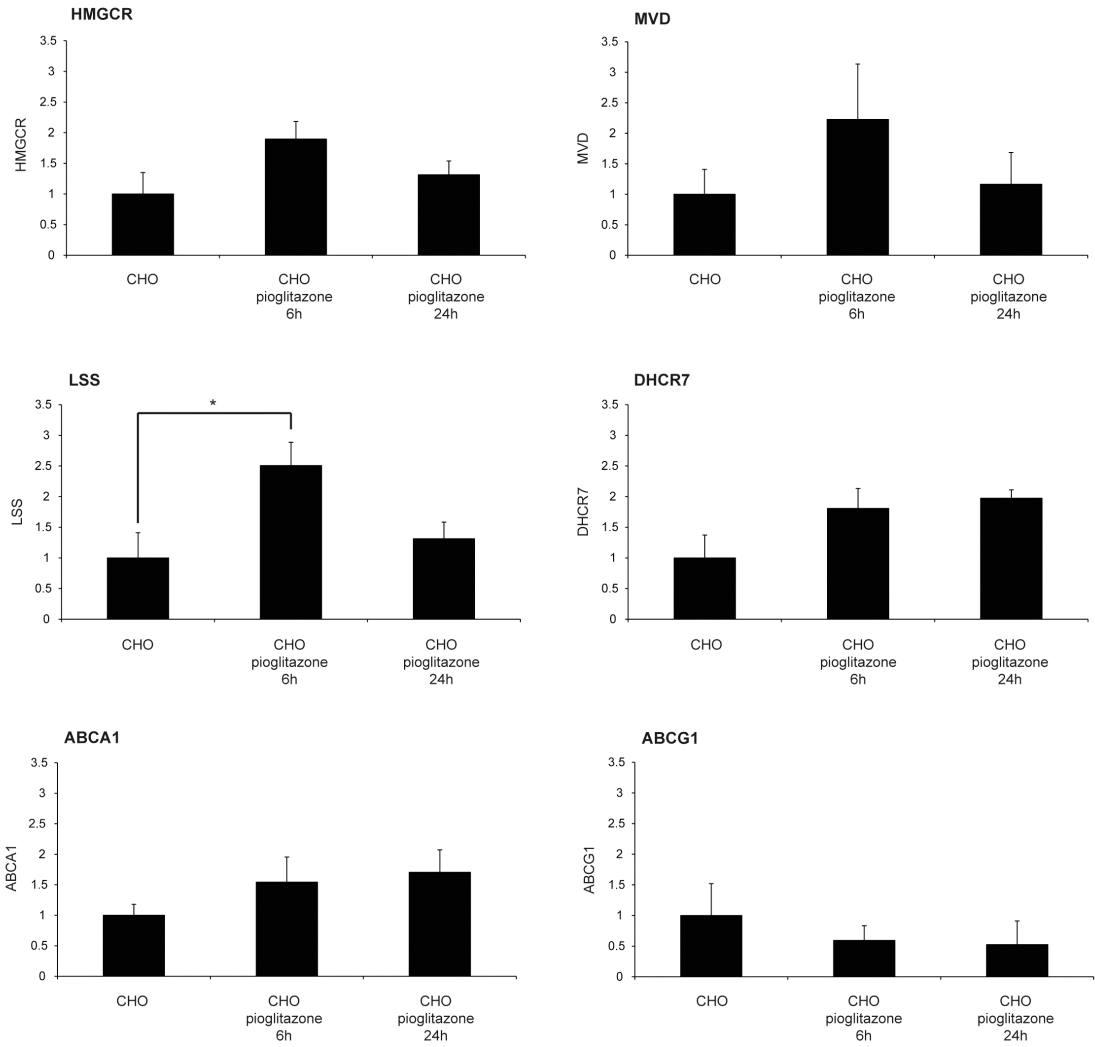 HMGCR
3.5
3
2.5
2
1.5
1
0.5
0
HMGCR
CHO
CHO
pioglitazone
6h
CHO
pioglitazone
24h
MVD
3.5
3
2.5
2
1.5
1
0.5
0
MVD
CHO
CHO
pioglitazone
6h
CHO
pioglitazone
24h
LSS
3.5
3
2.5
2
1.5
1
0.5
0
LSS
*
CHO
CHO
pioglitazone
6h
CHO
pioglitazone
24h
DHCR7
3.5
3
2.5
2
1.5
1
0.5
0
DHCR7
CHO
CHO
pioglitazone
6h
CHO
pioglitazone
24h
ABCA1
3.5
3
2.5
2
1.5
1
0.5
0
ABCA1
CHO
CHO
pioglitazone
6h
CHO
pioglitazone
24h
ABCG1
3.5
3
2.5
2
1.5
1
0.5
0
ABCG1
CHO
CHO
pioglitazone
6h
CHO
pioglitazone
24h